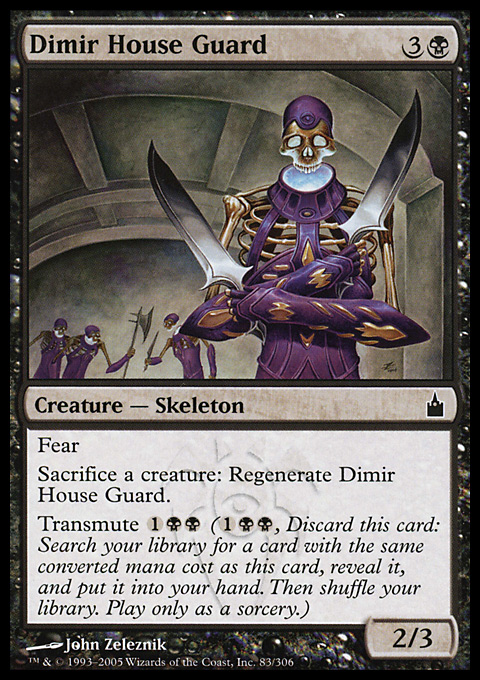 Dimir House Guard 3
Creature — Skeleton
Fear
Sacrifice a creature: Regenerate Dimir
House Guard.
Transmute 1 (1, Discard this card:
Search your library for a card with the same
converted mana cost as this card, reveal it,
and put it into your hand. Then shuffle your
library. Play only as a sorcery.)
2/3
John Zeleznik
™ & © 1993–2005 Wizards of the Coast, Inc. 83/306